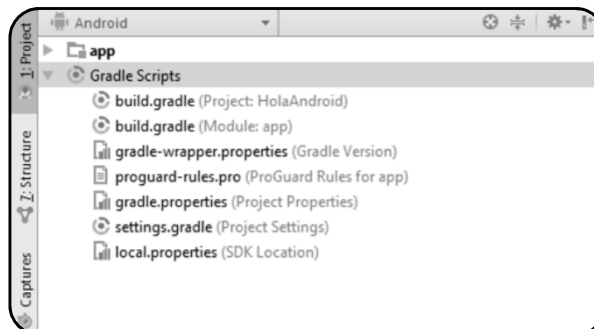 Android
1: Project
app
Gradle Scripts
build.gradle (Project: HolaAndroid)
build.gradle (Module: app)
gradle-wrapper.properties (Gradle Version)
proguard-rules.pro (ProGuard Rules for app)
gradle.properties (Project Properties)
settings.gradle (Project Settings)
local.properties (SDK Location)
7: Structure
Captures